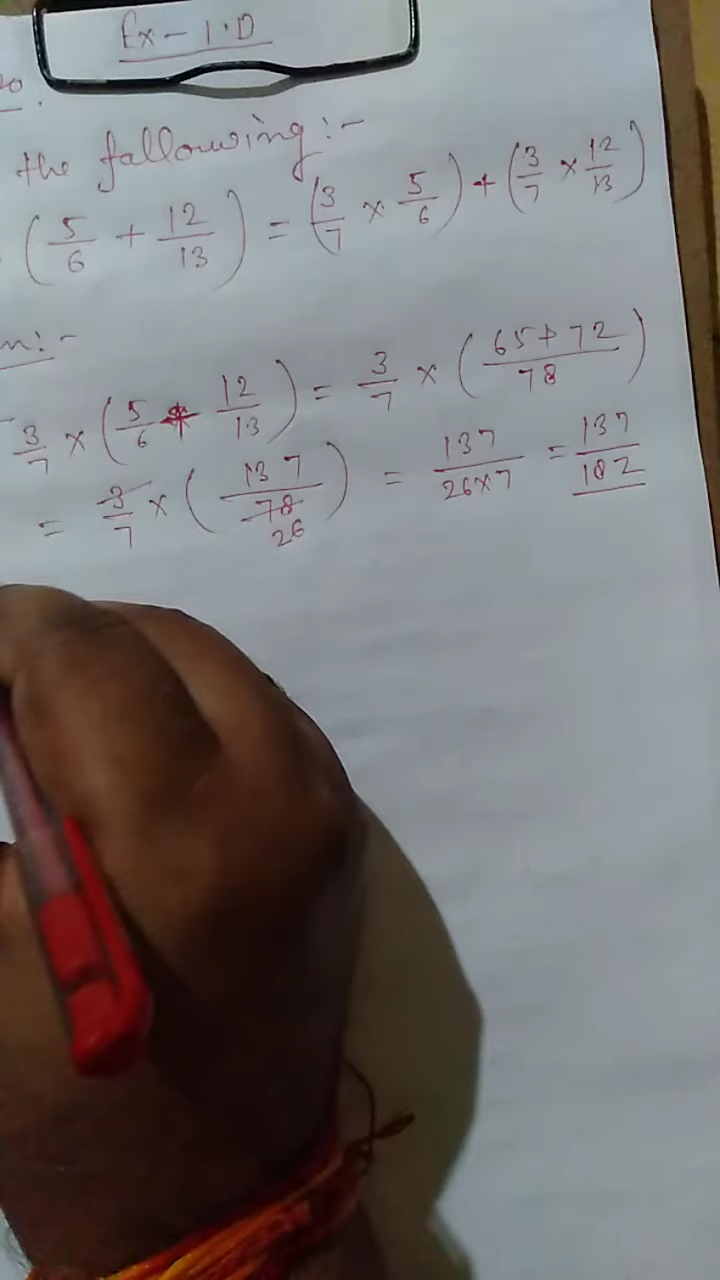 Ex - 1.D
the following :-
(5/6 + 12/13) = (3/7 × 5/6) + (3/7 × 12/13)
n:-
3/7 × (5/6 + 12/13) = 3/7 × (65+72/78)
= 3/7 × (137/78 26) = 137/26×7 = 137/182